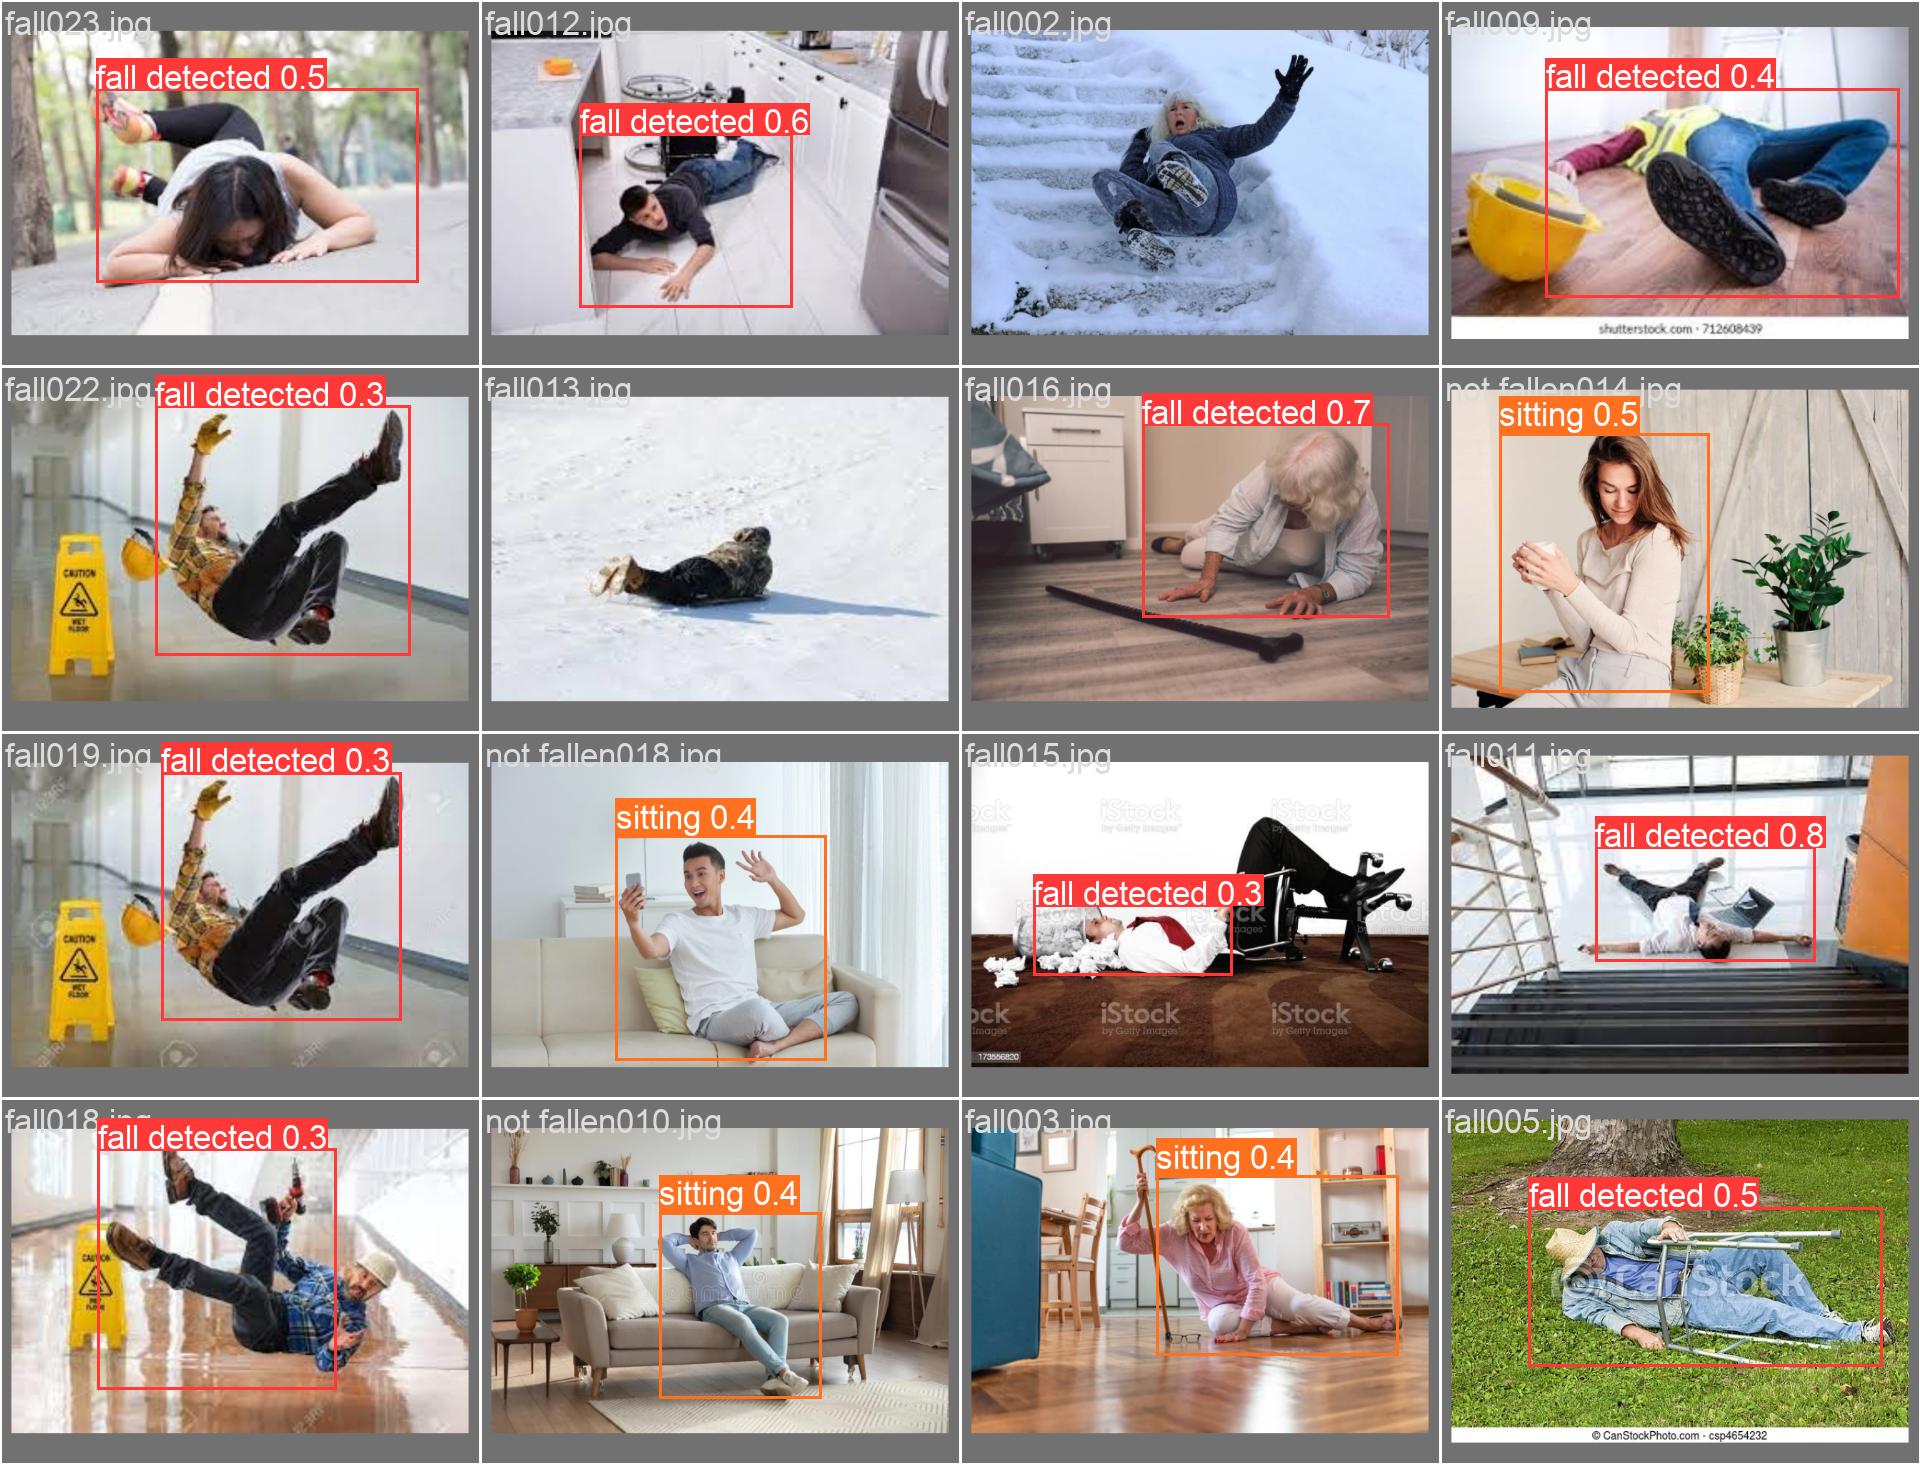 fall023.jpg
fall detected 0.5
fall012.jpg
fall detected 0.6
fall002.jpg
fall009.jpg
fall detected 0.4
shutterstock.com · 712608439
fall022.jpg
fall detected 0.3
CAUTION
WET
FLOOR
fall013.jpg
fall016.jpg
fall detected 0.7
not fallen014.jpg
sitting 0.5
fall019.jpg
fall detected 0.3
CAUTION
WET
FLOOR
not fallen018.jpg
sitting 0.4
fall015.jpg
iStock
by Getty Images
iStock
by Getty Images
fall detected 0.3
iStock
by Getty Images
iStock
by Getty Images
173556820
fall011.jpg
fall detected 0.8
fall018.jpg
fall detected 0.3
not fallen010.jpg
sitting 0.4
fall003.jpg
sitting 0.4
fall005.jpg
fall detected 0.5
CanStock
© CanStockPhoto.com - csp4654232